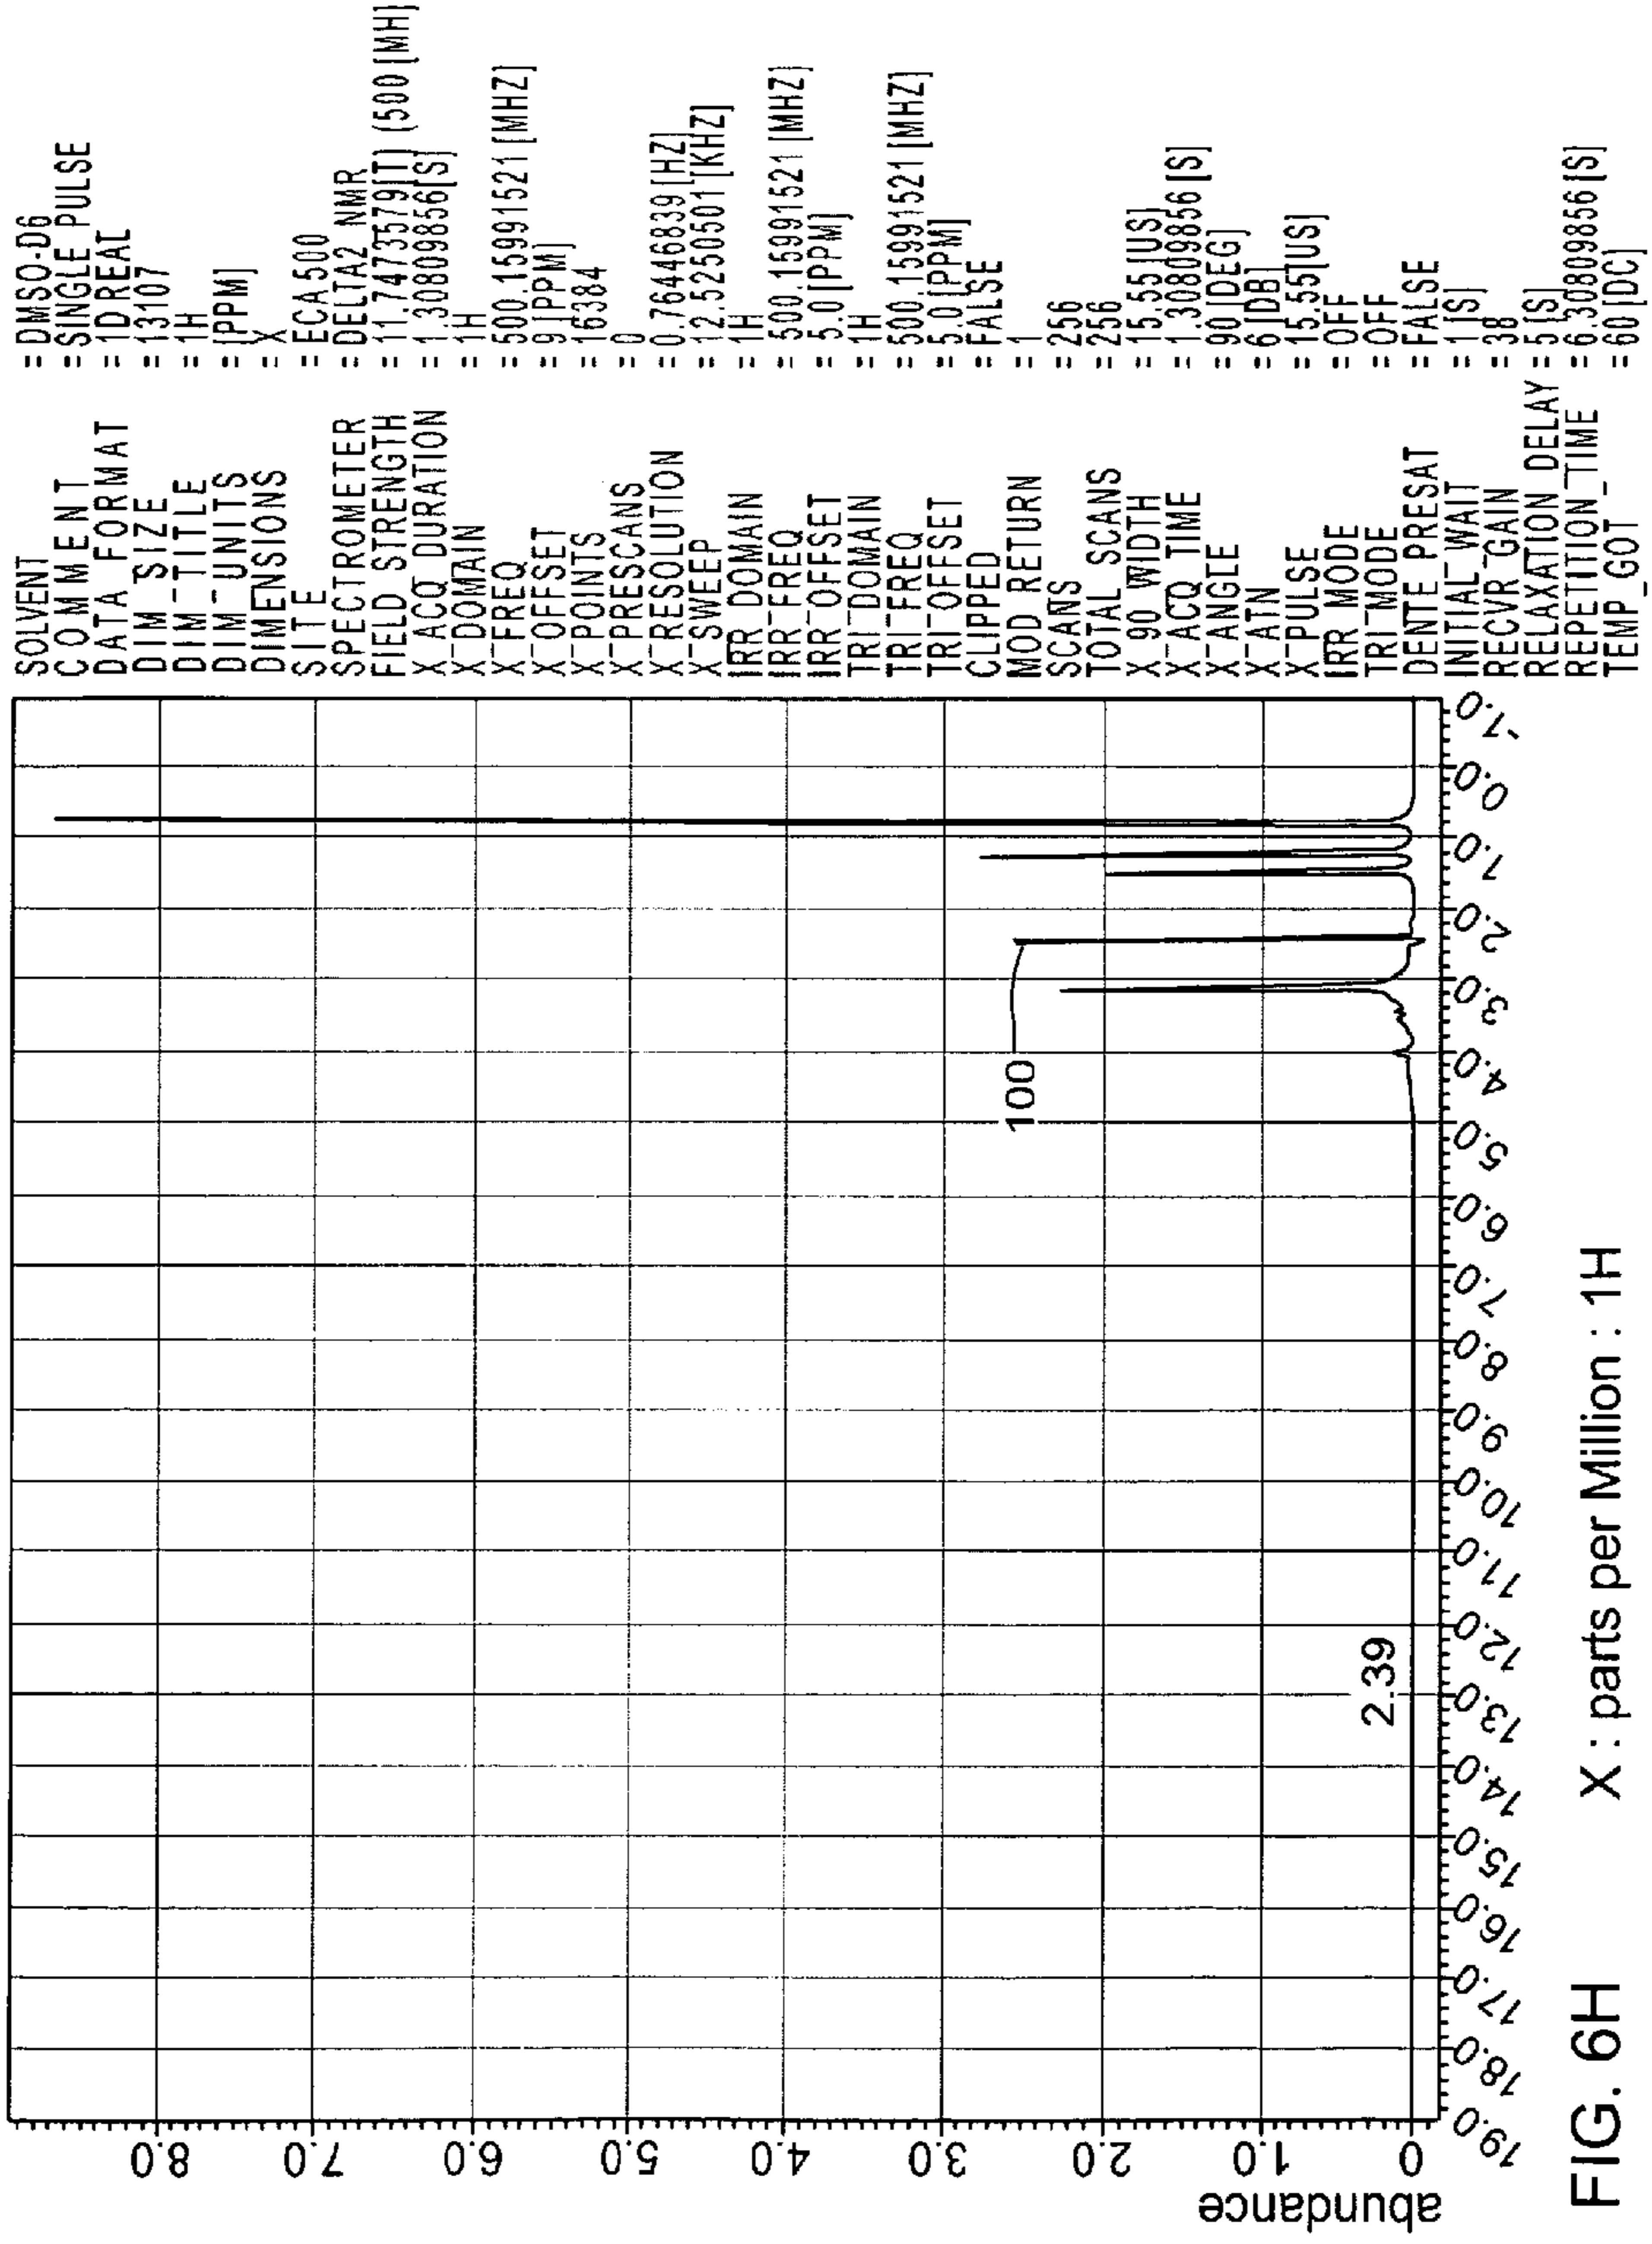 SOLVENT = DMSO-D6
COMMENT = SINGLE PULSE
DATA_FORMAT = 1D REAL
DIM_SIZE = 13107
DIM_TITLE = 1H
DIM_UNITS = [PPM]
DIMENSIONS = X
SITE = ECA 500
SPECTROMETER = DELTA2_NMR
FIELD_STRENGTH = 11.7473579[T] (500[MH]
X_ACQ_DURATION = 1.30809856[S]
X_DOMAIN = 1H
X_FREQ = 500.15991521 [MHZ]
X_OFFSET = 9 [PPM]
X_POINTS = 16384
X_PRESCANS = 0
X_RESOLUTION = 0.76446839 [HZ]
X_SWEEP = 12.5250501 [KHZ]
IRR_DOMAIN = 1H
IRR_FREQ = 500.15991521 [MHZ]
IRR_OFFSET = 5.0 [PPM]
TRI_DOMAIN = 1H
TRI_FREQ = 500.15991521 [MHZ]
TRI_OFFSET = 5.0 [PPM]
CLIPPED = FALSE
MOD_RETURN = 1
SCANS = 256
TOTAL_SCANS = 256
X_90_WIDTH = 15.55 [US]
X_ACQ_TIME = 1.30809856 [S]
X_ANGLE = 90 [DEG]
X_ATN = 6 [DB]
X_PULSE = 15.55 [US]
IRR_MODE = OFF
TRI_MODE = OFF
DENTE_PRESAT = FALSE
INITIAL_WAIT = 1 [S]
RECVR_GAIN = 38
RELAXATION_DELAY = 5 [S]
REPETITION_TIME = 6.30809856 [S]
TEMP_GOT = 60 [DC]
abundance
8.0
7.0
6.0
5.0
4.0
3.0
2.0
1.0
0
100
2.39
19.0 18.0 17.0 16.0 15.0 14.0 13.0 12.0 11.0 10.0 9.0 8.0 7.0 6.0 5.0 4.0 3.0 2.0 1.0 0.0 -1.0
FIG. 6H X : parts per Million : 1H